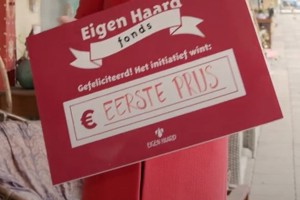 Eigen Haard
fonds
Gefeliciteerd! Het initiatief wint:
€ EERSTE PRIJS
EIGEN HAARD